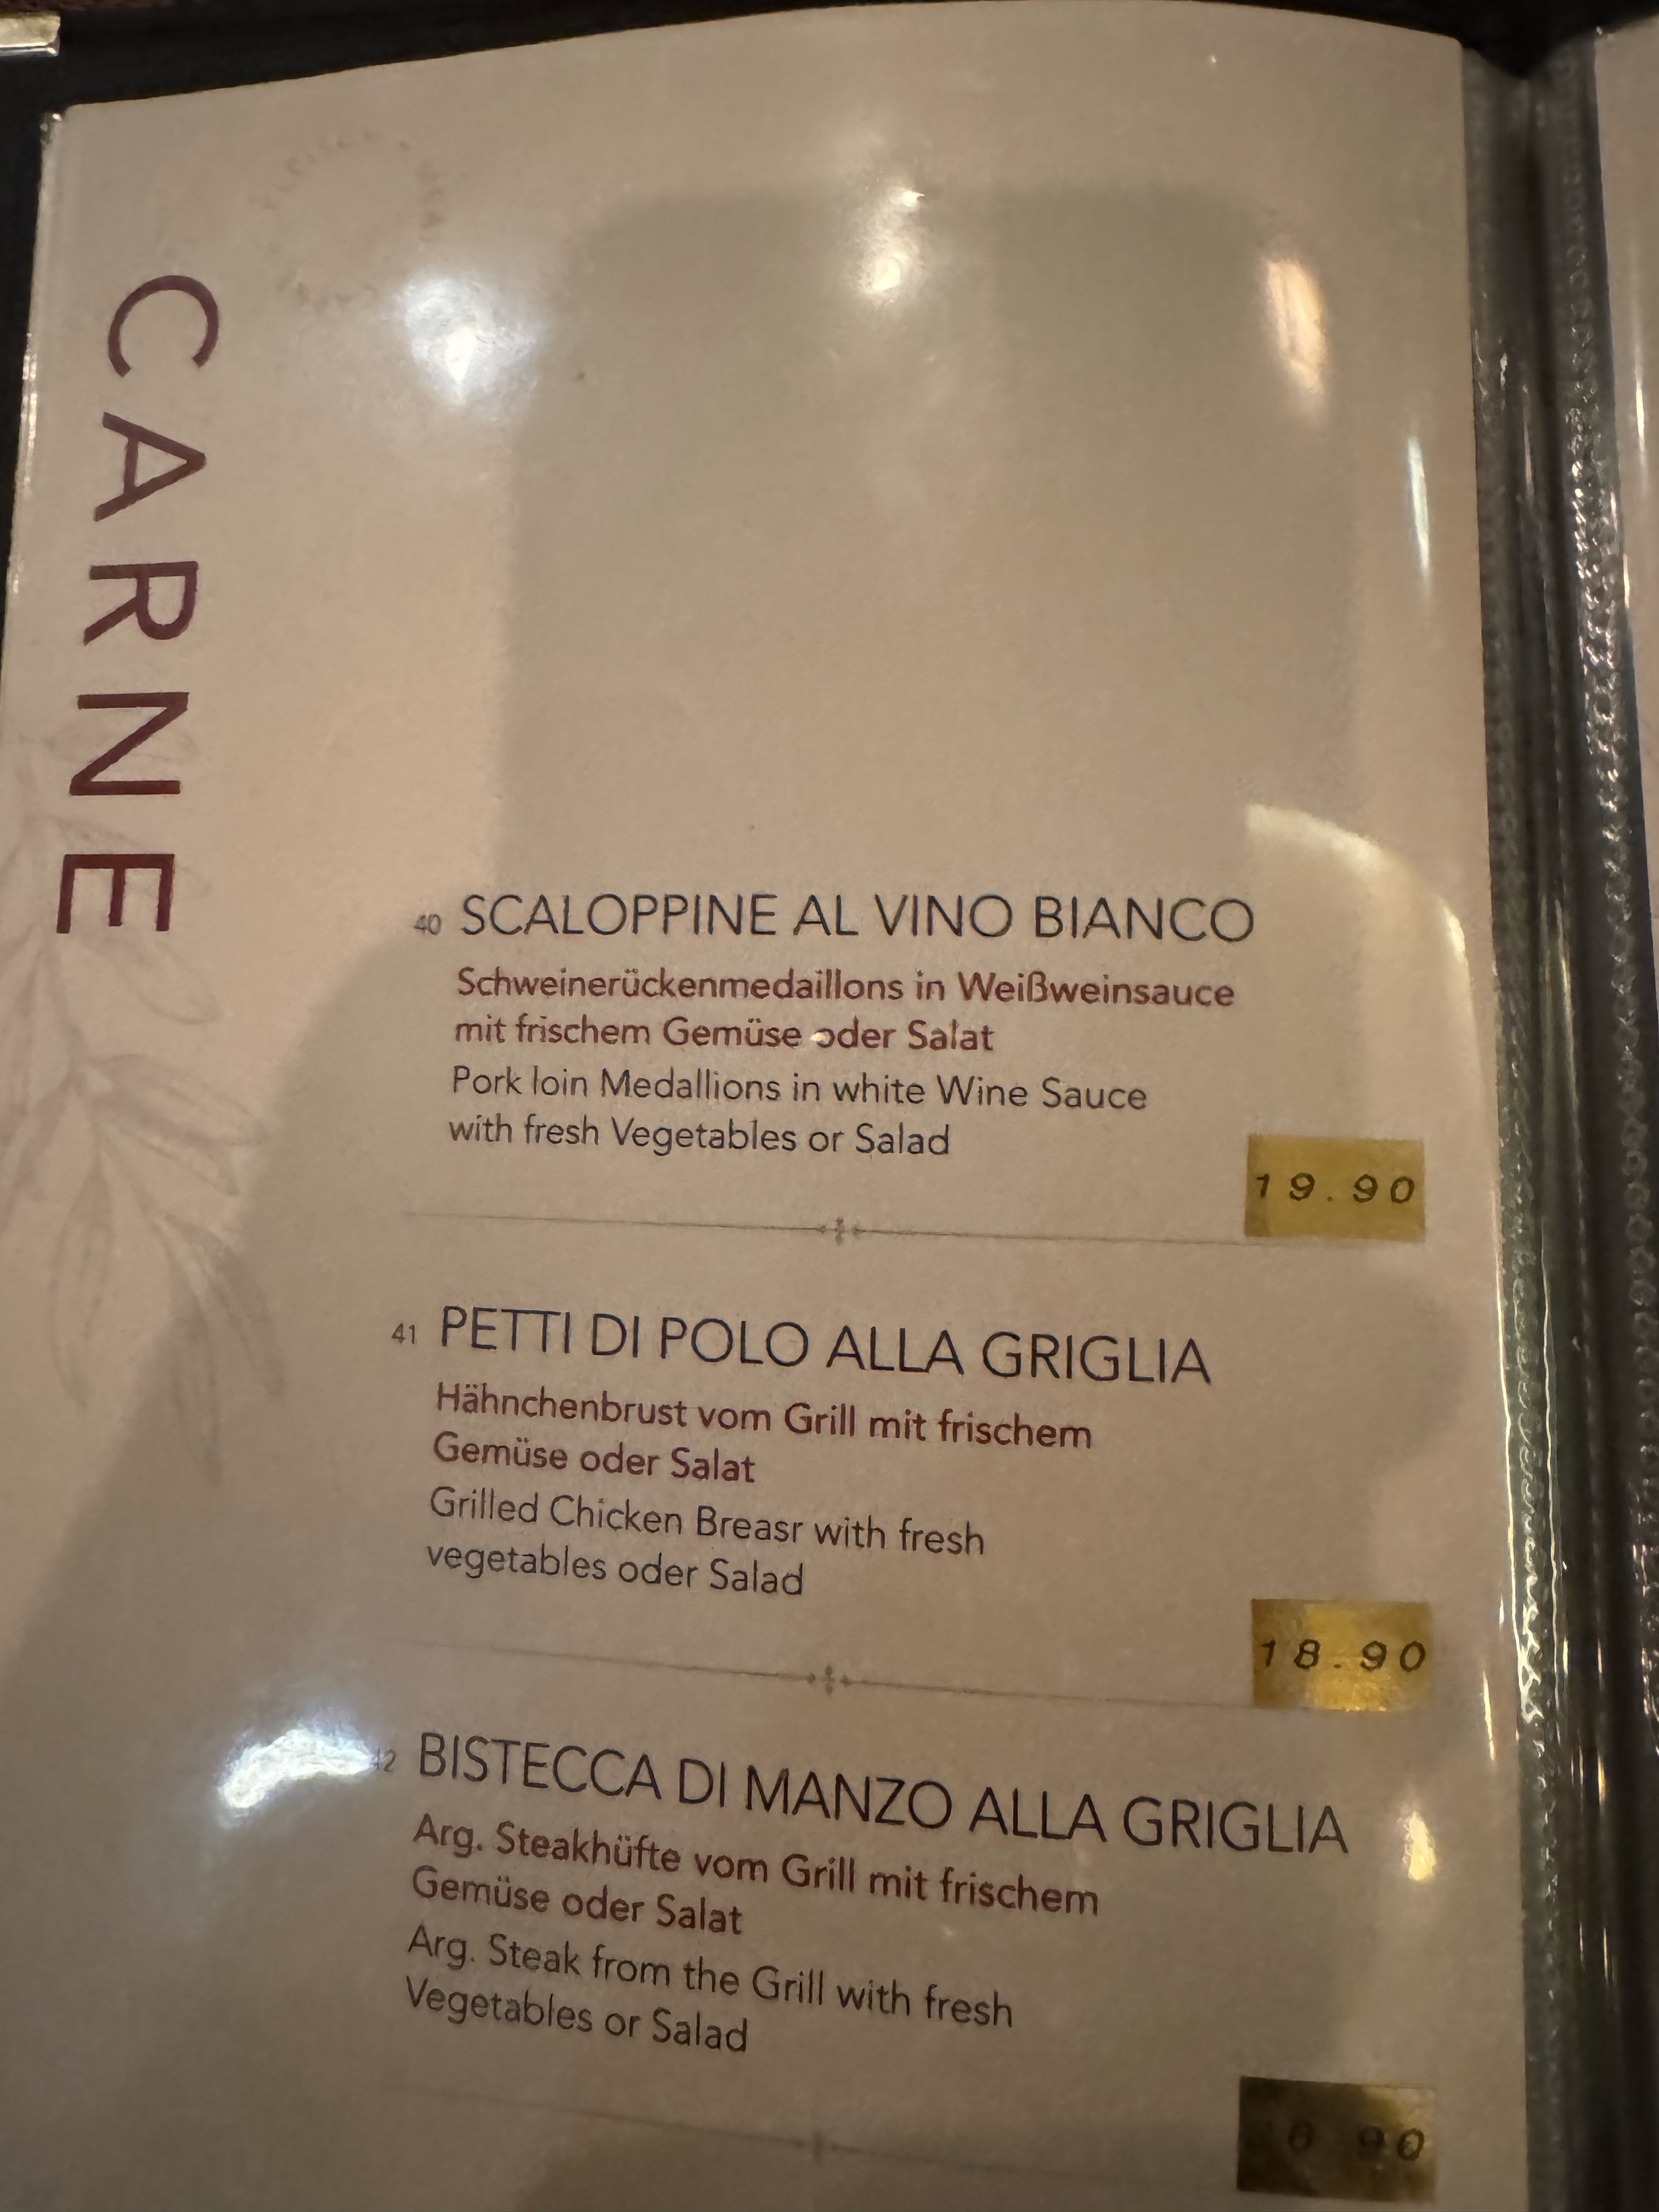 CARNE
40 SCALOPPINE AL VINO BIANCO
Schweinerückenmedaillons in Weißweinsauce
mit frischem Gemüse oder Salat
Pork loin Medallions in white Wine Sauce
with fresh Vegetables or Salad
19.90
41 PETTI DI POLO ALLA GRIGLIA
Hähnchenbrust vom Grill mit frischem
Gemüse oder Salat
Grilled Chicken Breasr with fresh
vegetables oder Salad
18.90
42 BISTECCA DI MANZO ALLA GRIGLIA
Arg. Steakhüfte vom Grill mit frischem
Gemüse oder Salat
Arg. Steak from the Grill with fresh
Vegetables or Salad